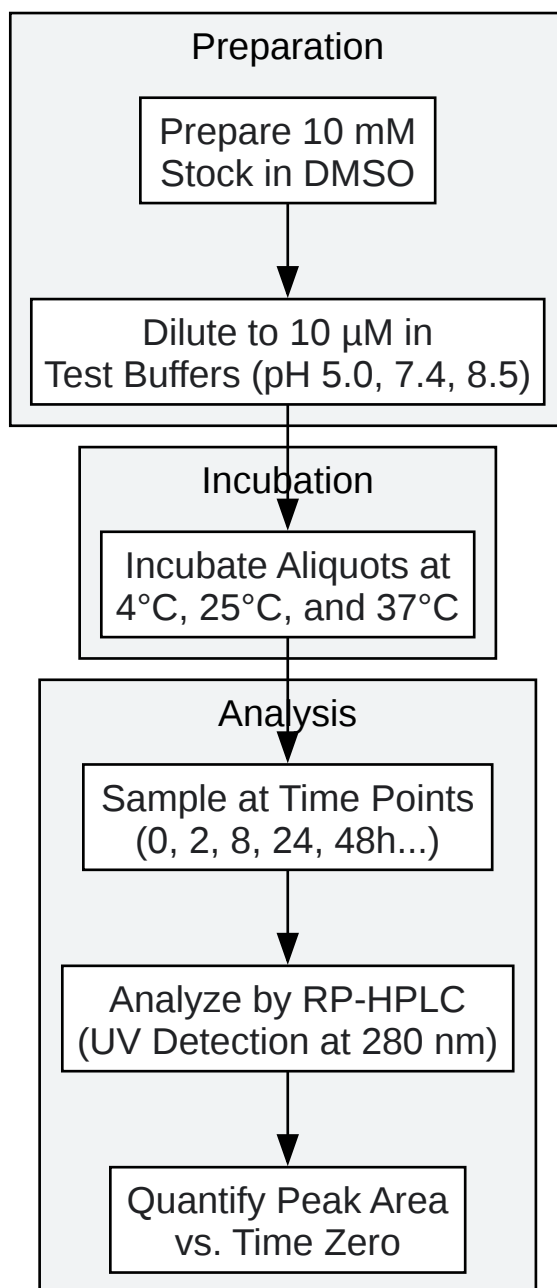 Preparation
Prepare 10 mM
Stock in DMSO
Dilute to 10 µM in
Test Buffers (pH 5.0, 7.4, 8.5)
Incubation
Incubate Aliquots at
4°C, 25°C, and 37°C
Analysis
Sample at Time Points
(0, 2, 8, 24, 48h...)
Analyze by RP-HPLC
(UV Detection at 280 nm)
Quantify Peak Area
vs. Time Zero